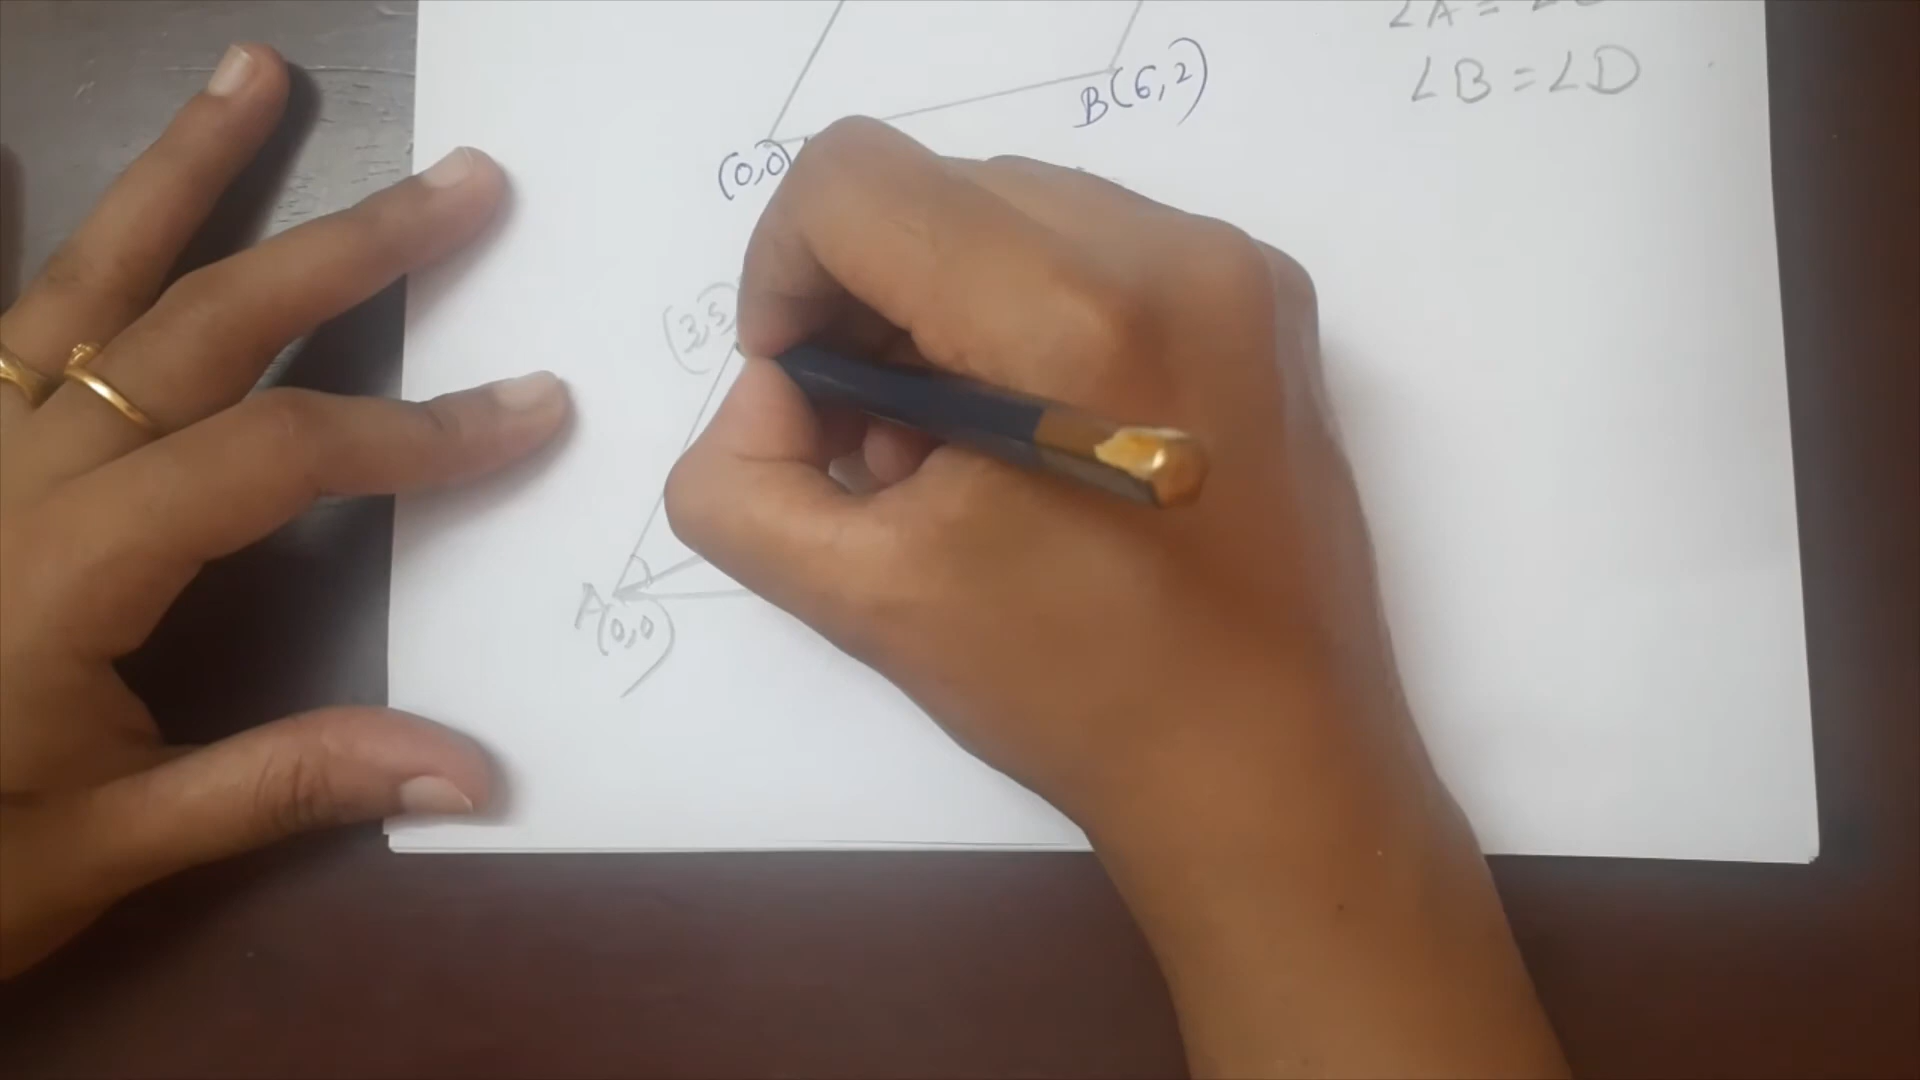 ∠A =
∠B = ∠D
B(6,2)
(0,0)
(3,5)
A
(0,0)